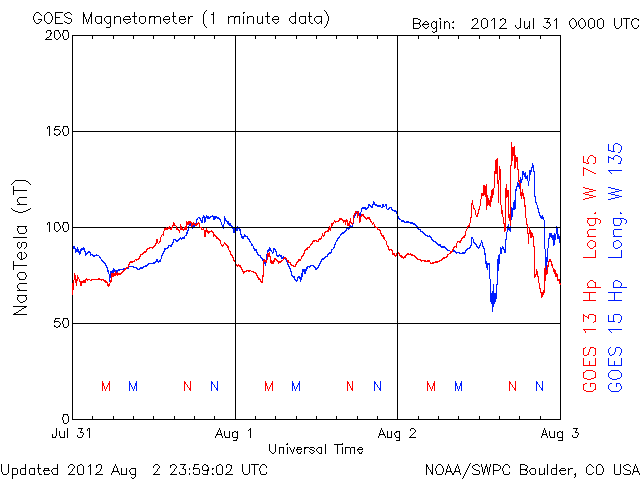 GOES Magnetometer (1 minute data)
Begin: 2012 Jul 31 0000 UTC
200
150
100
50
0
NanoTesla (nT)
M M N N M M N N M M N N
Jul 31 Aug 1 Aug 2 Aug 3
Universal Time
GOES 13 Hp Long. W 75
GOES 15 Hp Long. W 135
Updated 2012 Aug 2 23:59:02 UTC
NOAA/SWPC Boulder, CO USA